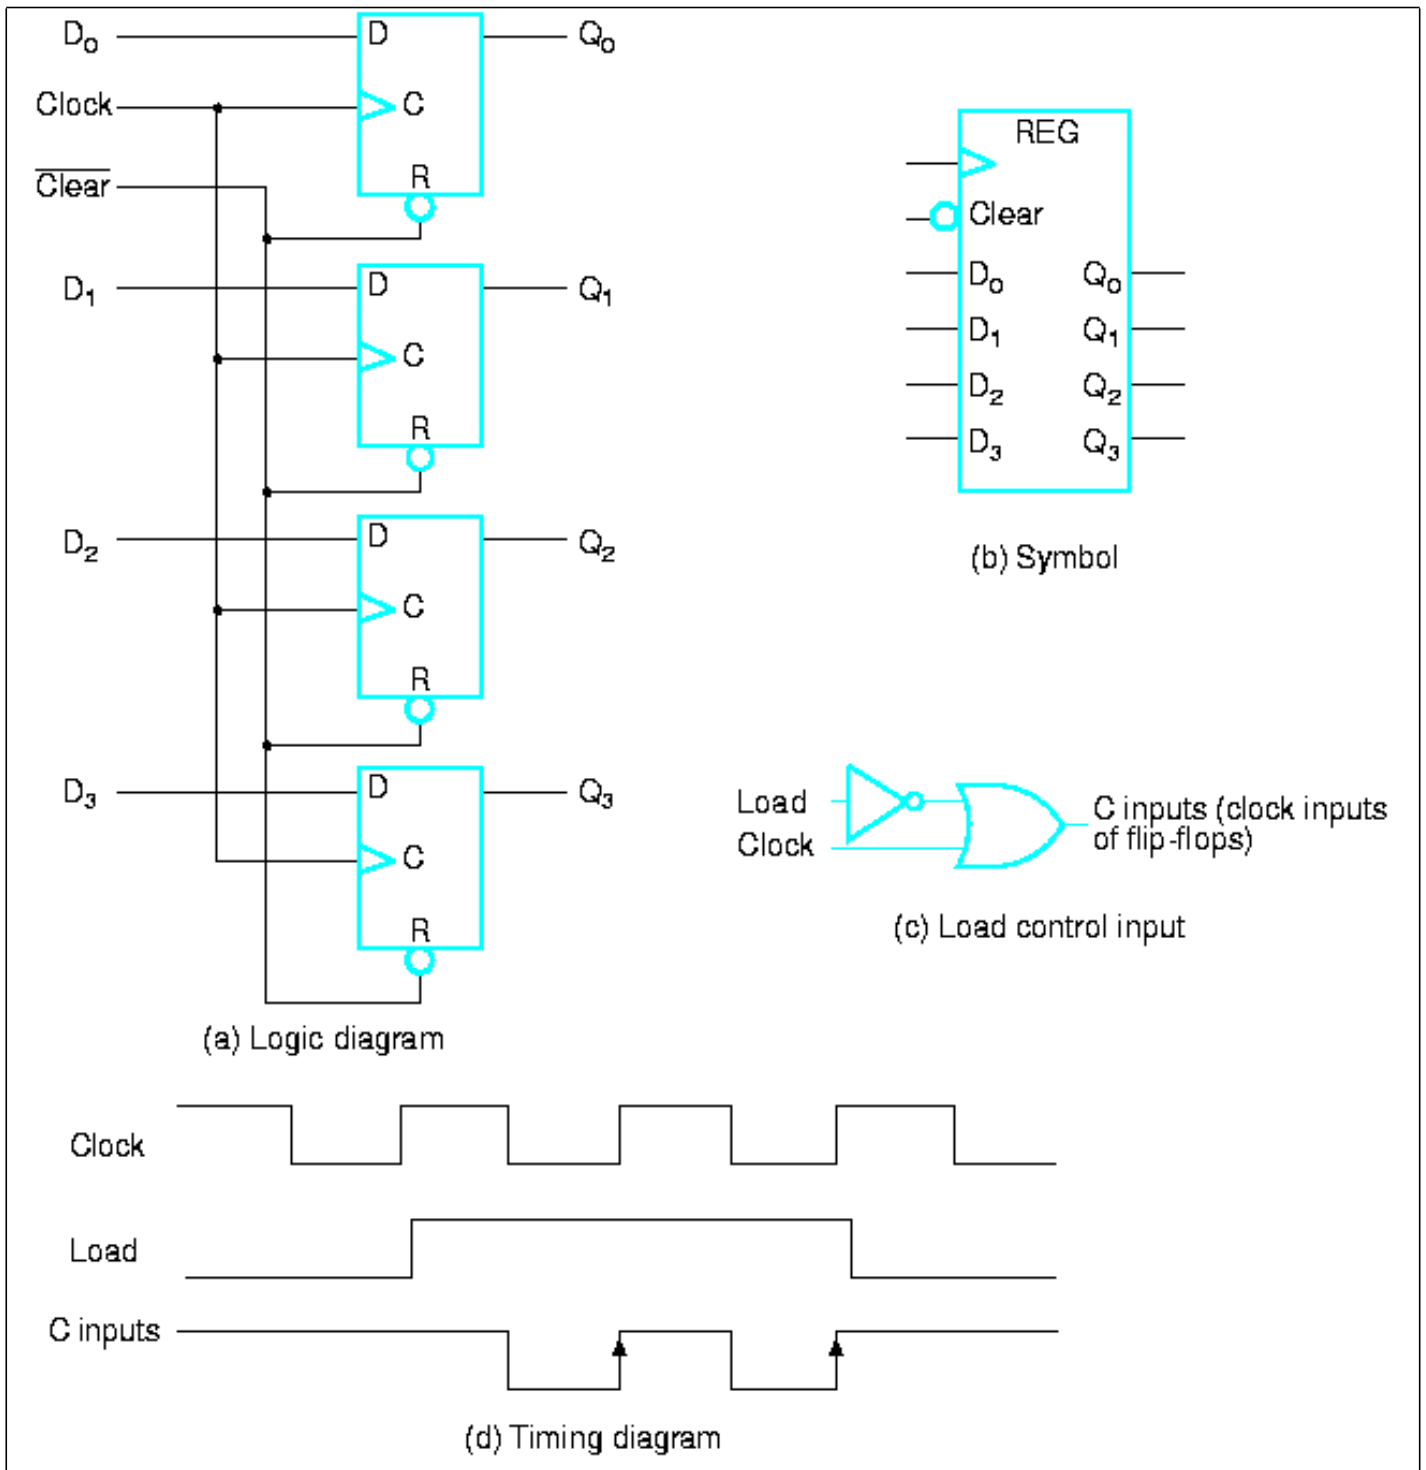 D₀
D
Q₀
Clock
C
C̅l̅e̅a̅r̅
R
D₁
D
Q₁
C
R
D₂
D
Q₂
C
R
D₃
D
Q₃
C
R
(a) Logic diagram
REG
Clear
D₀ Q₀
D₁ Q₁
D₂ Q₂
D₃ Q₃
(b) Symbol
Load
Clock
C inputs (clock inputs
of flip-flops)
(c) Load control input
Clock
Load
C inputs
(d) Timing diagram